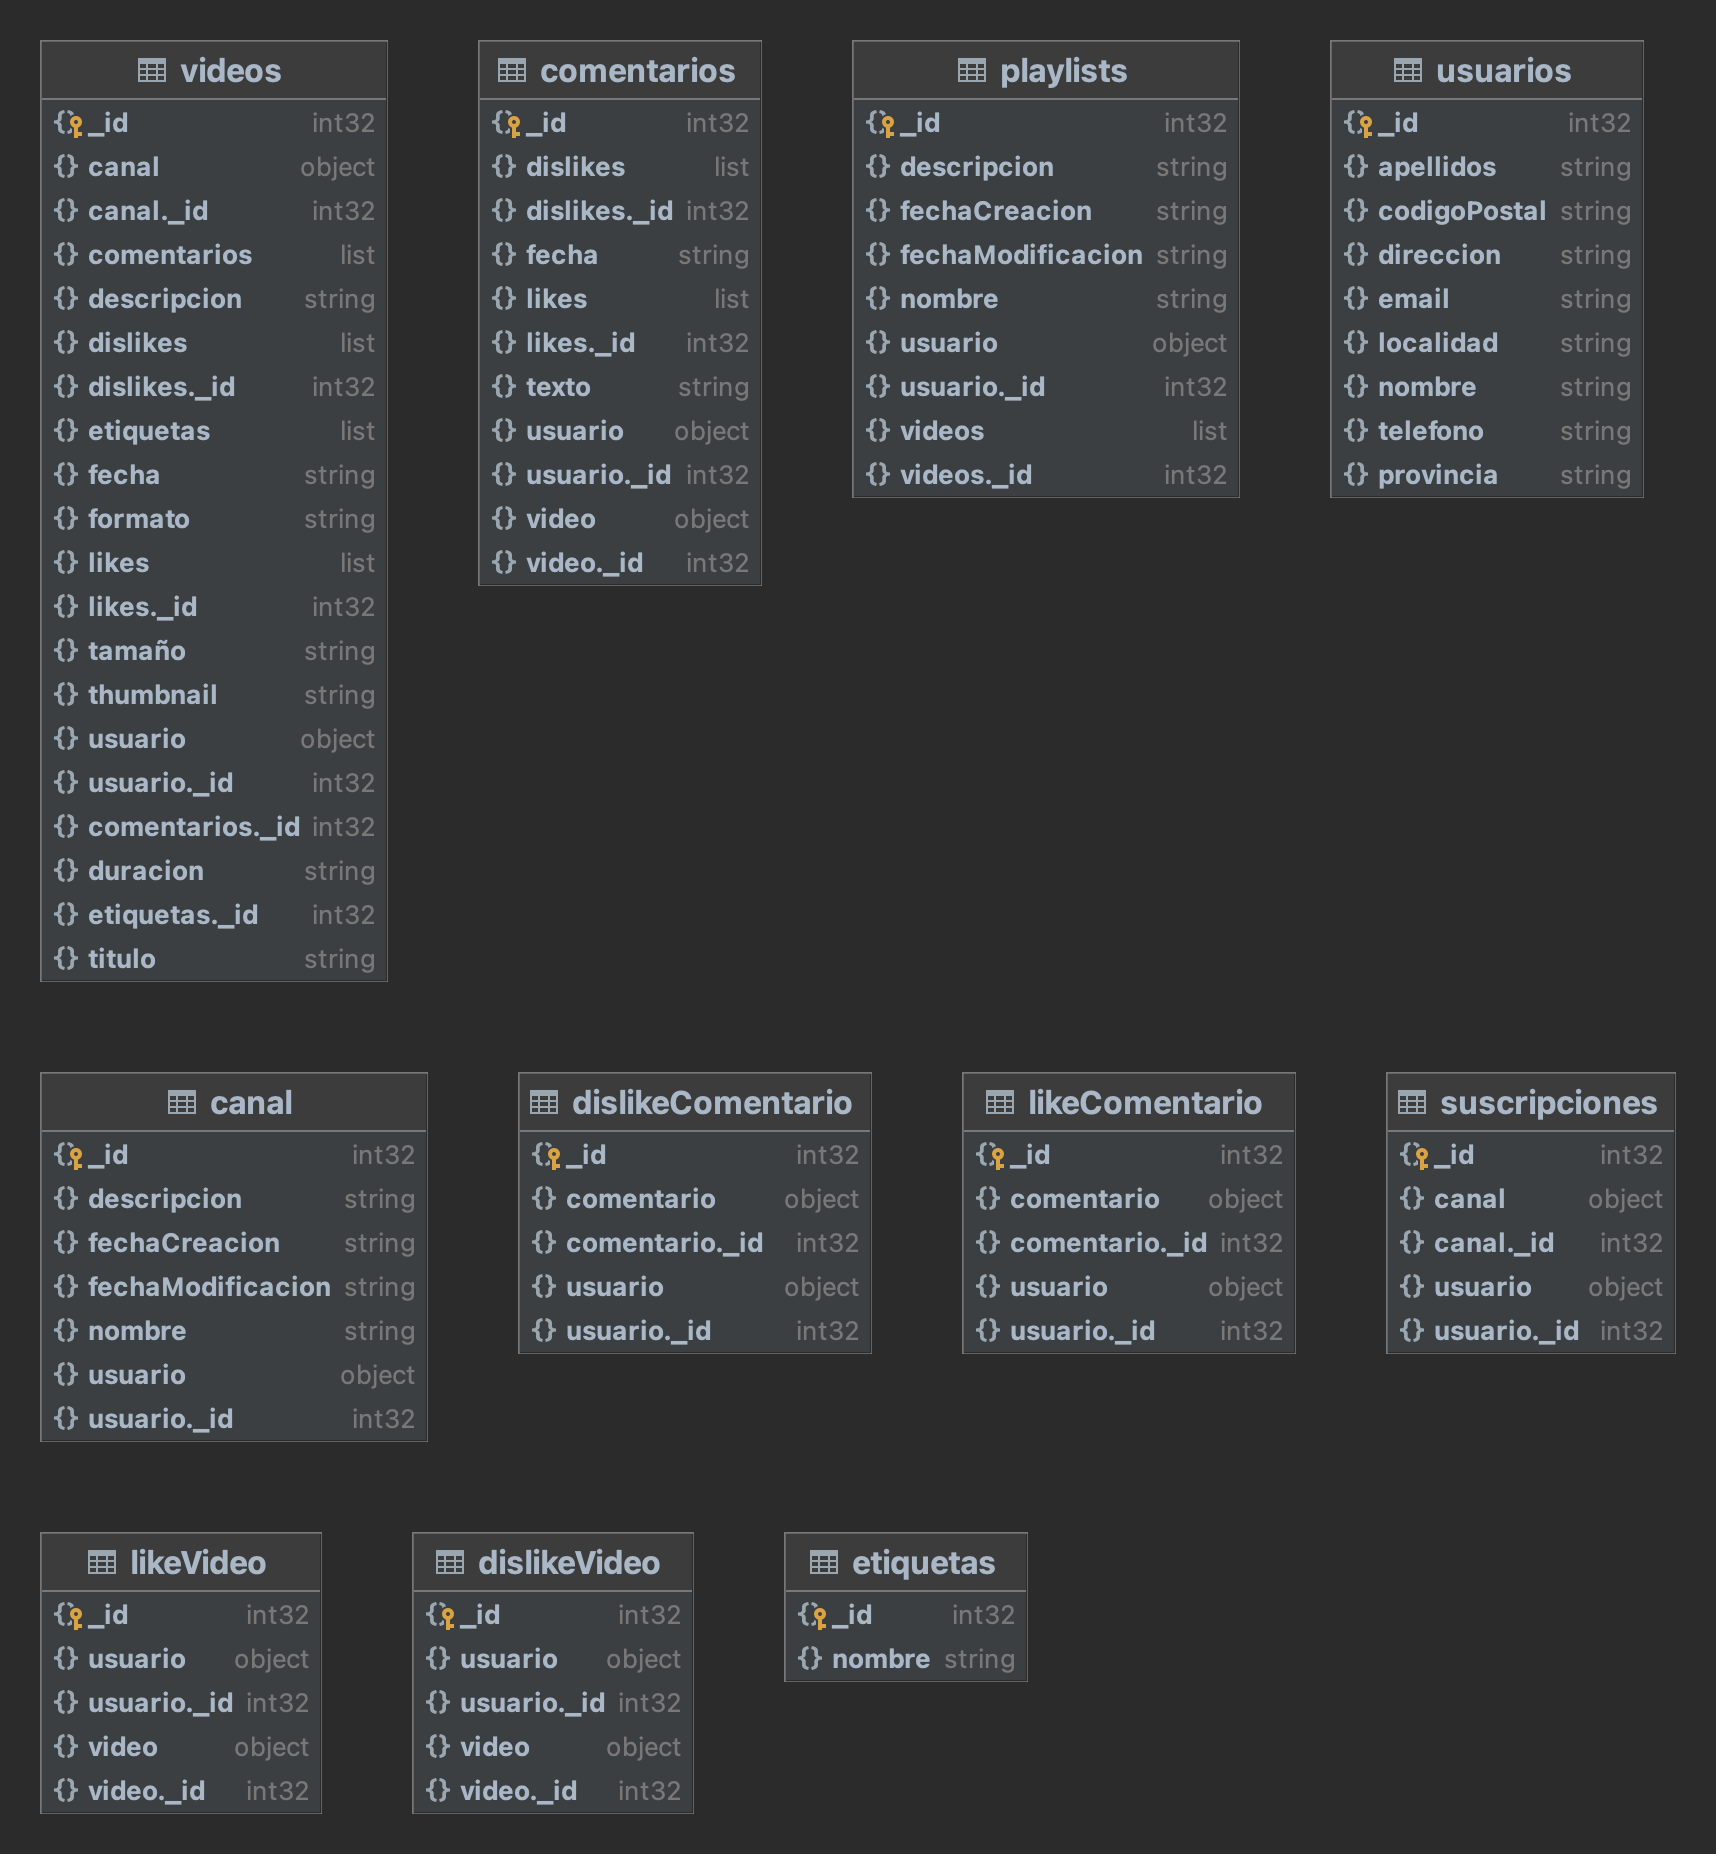 videos
_id int32
canal object
canal._id int32
comentarios list
descripcion string
dislikes list
dislikes._id int32
etiquetas list
fecha string
formato string
likes list
likes._id int32
tamaño string
thumbnail string
usuario object
usuario._id int32
comentarios._id int32
duracion string
etiquetas._id int32
titulo string
comentarios
_id int32
dislikes list
dislikes._id int32
fecha string
likes list
likes._id int32
texto string
usuario object
usuario._id int32
video object
video._id int32
playlists
_id int32
descripcion string
fechaCreacion string
fechaModificacion string
nombre string
usuario object
usuario._id int32
videos list
videos._id int32
usuarios
_id int32
apellidos string
codigoPostal string
direccion string
email string
localidad string
nombre string
telefono string
provincia string
canal
_id int32
descripcion string
fechaCreacion string
fechaModificacion string
nombre string
usuario object
usuario._id int32
dislikeComentario
_id int32
comentario object
comentario._id int32
usuario object
usuario._id int32
likeComentario
_id int32
comentario object
comentario._id int32
usuario object
usuario._id int32
suscripciones
_id int32
canal object
canal._id int32
usuario object
usuario._id int32
likeVideo
_id int32
usuario object
usuario._id int32
video object
video._id int32
dislikeVideo
_id int32
usuario object
usuario._id int32
video object
video._id int32
etiquetas
_id int32
nombre string